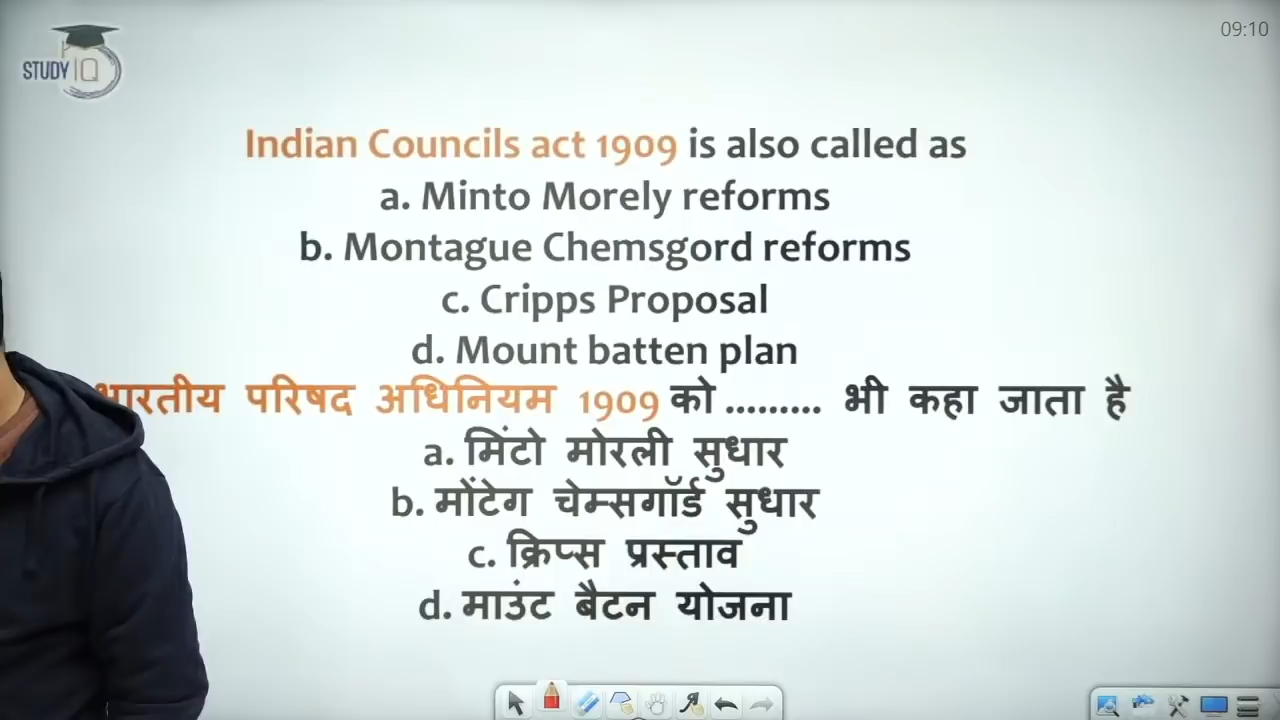 09:10
STUDY IQ
Indian Councils act 1909 is also called as
a. Minto Morely reforms
b. Montague Chemsgord reforms
c. Cripps Proposal
d. Mount batten plan
भारतीय परिषद अधिनियम 1909 को ......... भी कहा जाता है
a. मिंटो मोरली सुधार
b. मोंटेग चेम्सगॉर्ड सुधार
c. क्रिप्स प्रस्ताव
d. माउंट बैटन योजना